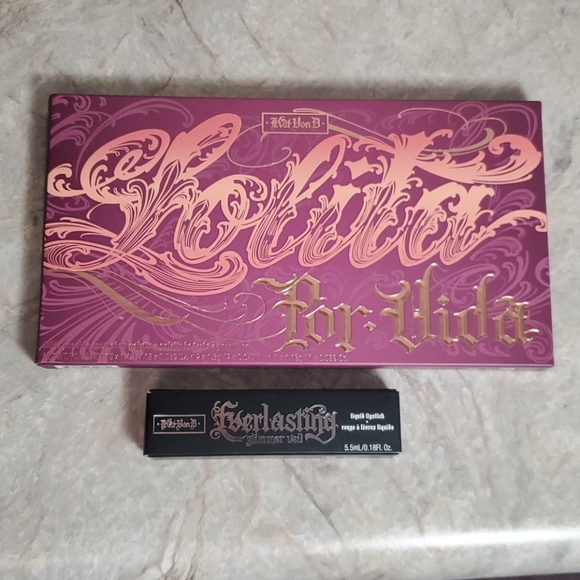 Kat Von D
Lolita
Por Vida
Kat Von D
Everlasting
glimmer veil
liquid lipstick
rouge à lèvres liquide
5.5mL/0.18Fl. Oz.